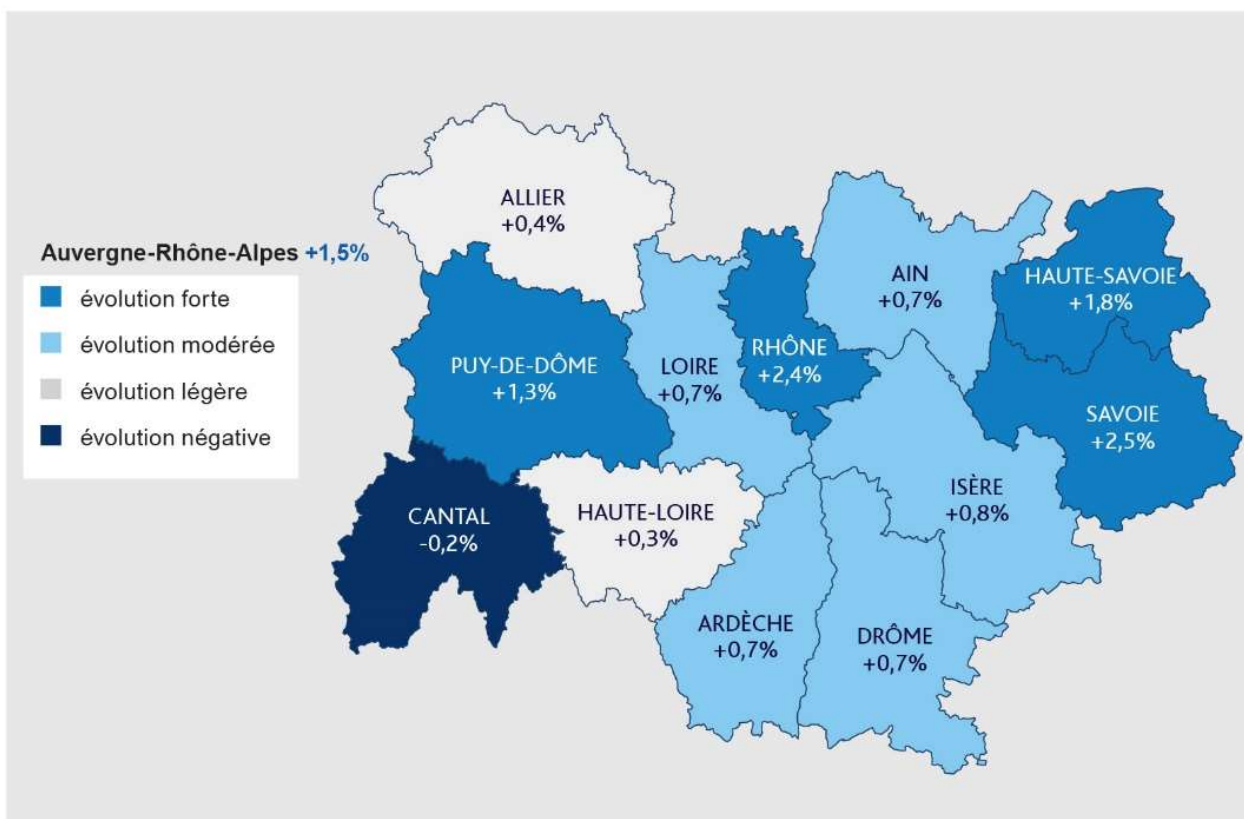 Auvergne-Rhône-Alpes +1,5%
évolution forte
évolution modérée
évolution légère
évolution négative
ALLIER
+0,4%
PUY-DE-DÔME
+1,3%
CANTAL
-0,2%
HAUTE-LOIRE
+0,3%
LOIRE
+0,7%
RHÔNE
+2,4%
AIN
+0,7%
HAUTE-SAVOIE
+1,8%
SAVOIE
+2,5%
ISÈRE
+0,8%
ARDÈCHE
+0,7%
DRÔME
+0,7%